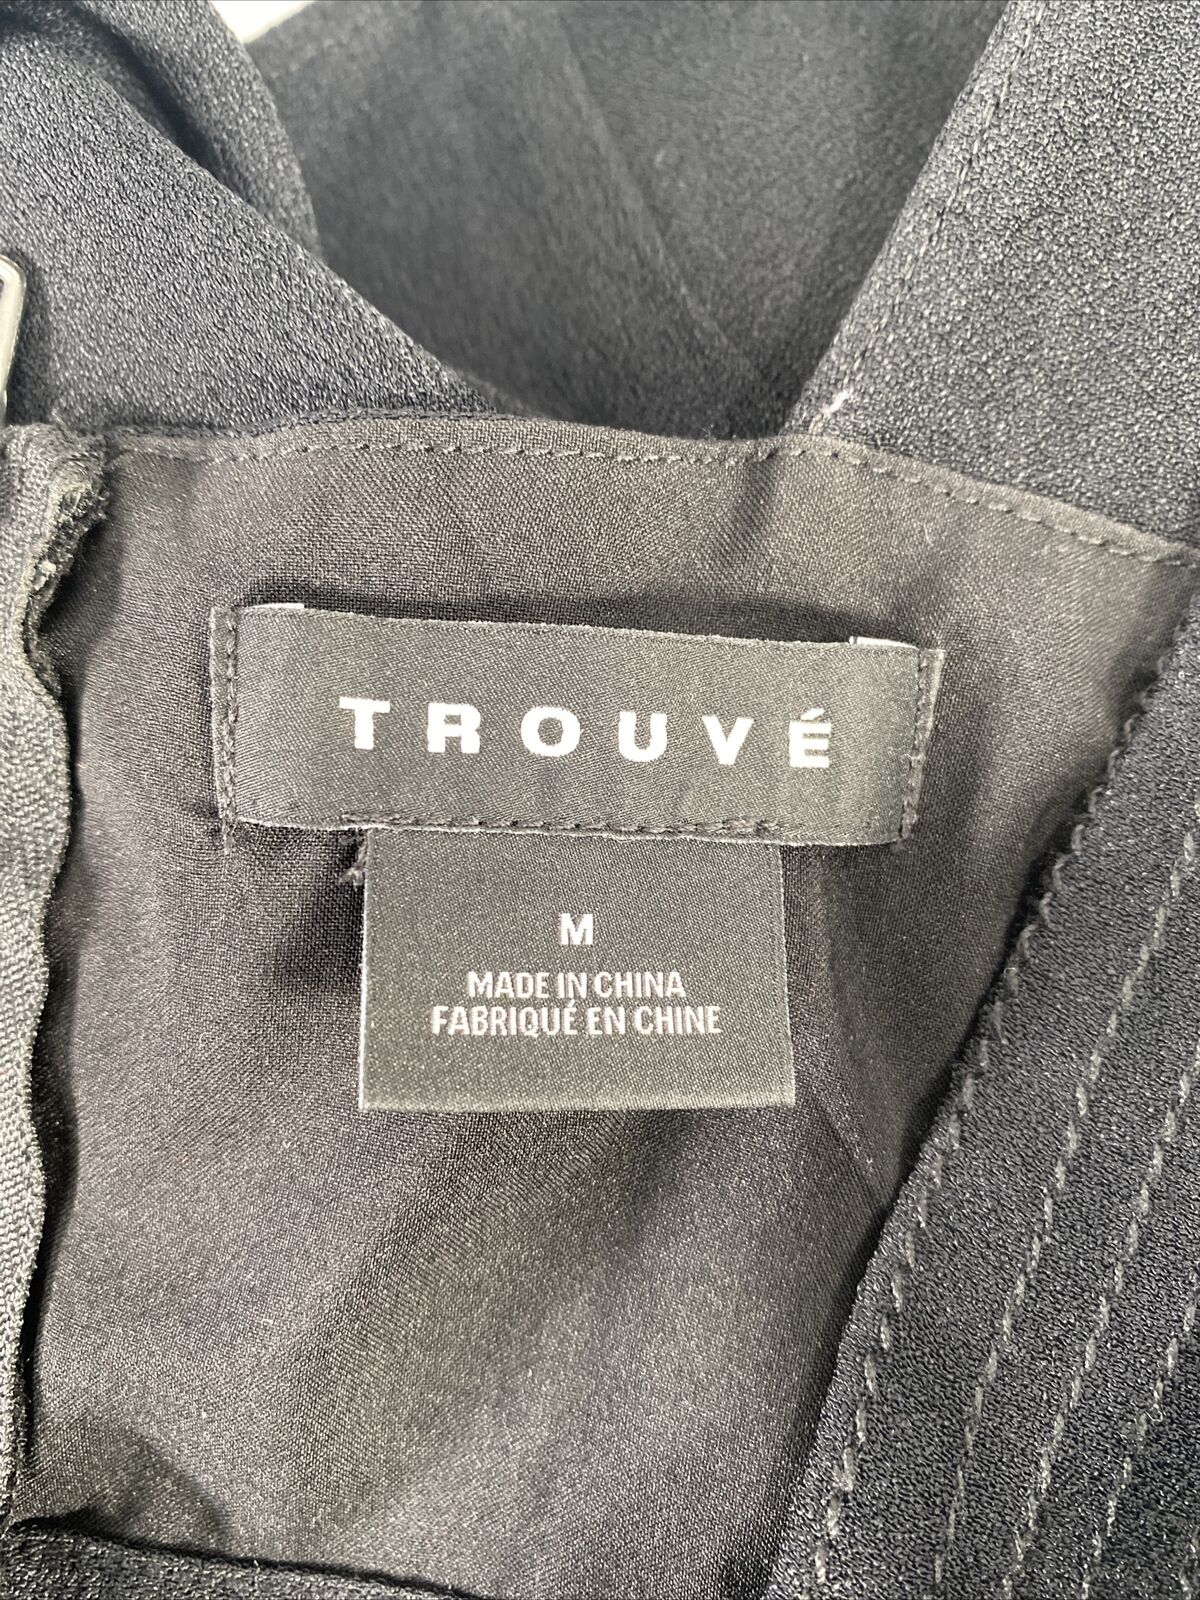 TROUVÉ
M
MADE IN CHINA
FABRIQUÉ EN CHINE